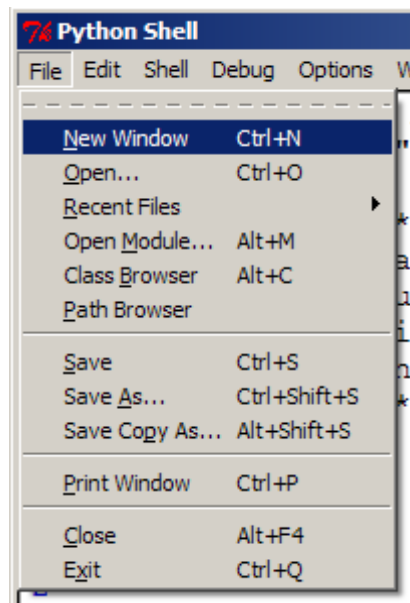 Python Shell
File Edit Shell Debug Options
New Window Ctrl+N
Open... Ctrl+O
Recent Files
Open Module... Alt+M
Class Browser Alt+C
Path Browser
Save Ctrl+S
Save As... Ctrl+Shift+S
Save Copy As... Alt+Shift+S
Print Window Ctrl+P
Close Alt+F4
Exit Ctrl+Q